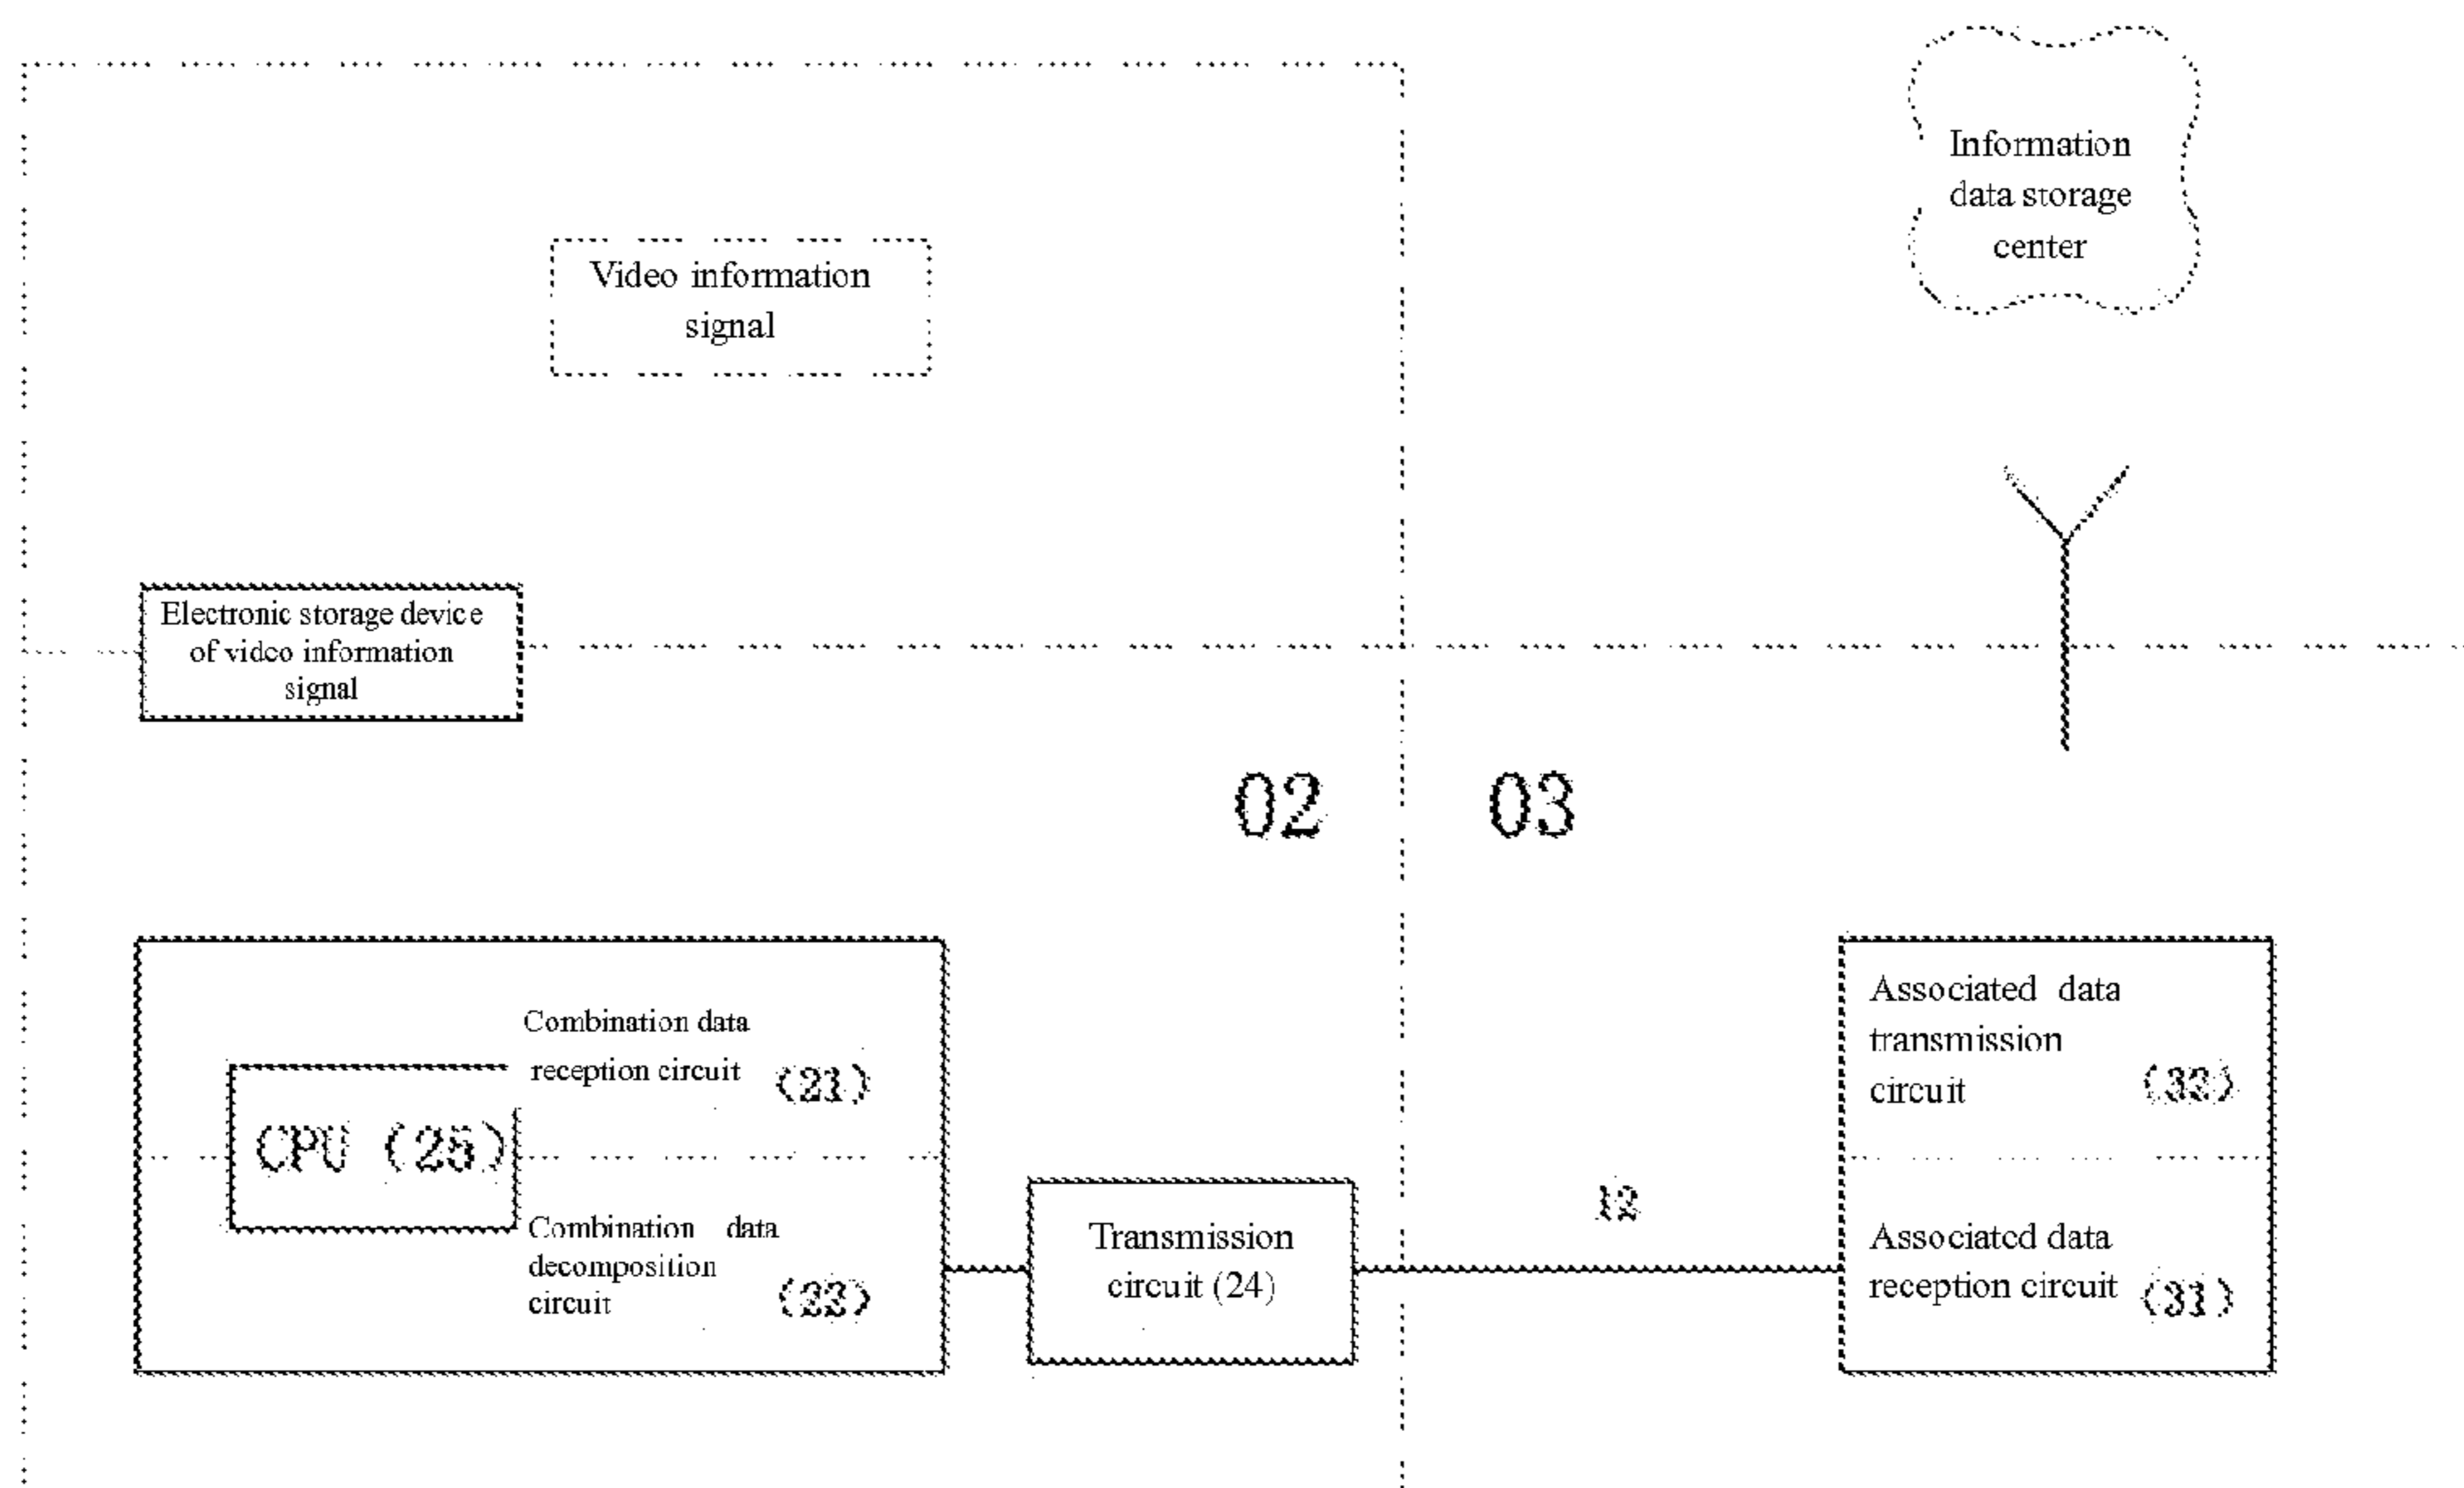 Information
data storage
center
Video information
signal
Electronic storage device
of video information
signal
02
03
Combination data
reception circuit (21)
CPU (25)
Combination data
decomposition
circuit (22)
Transmission
circuit (24)
12
Associated data
transmission
circuit
Associated data
reception circuit (31)